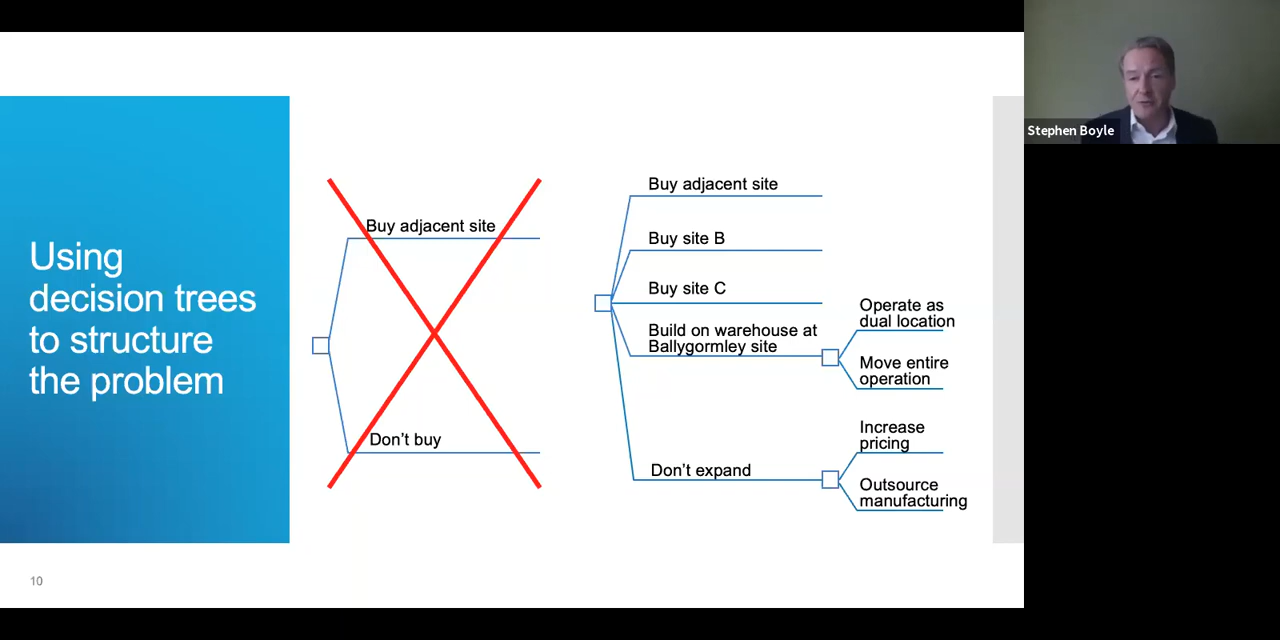 Using
decision trees
to structure
the problem
Buy adjacent site
Don't buy
Buy adjacent site
Buy site B
Buy site C
Build on warehouse at
Ballygormley site
Operate as
dual location
Move entire
operation
Don't expand
Increase
pricing
Outsource
manufacturing
10
Stephen Boyle